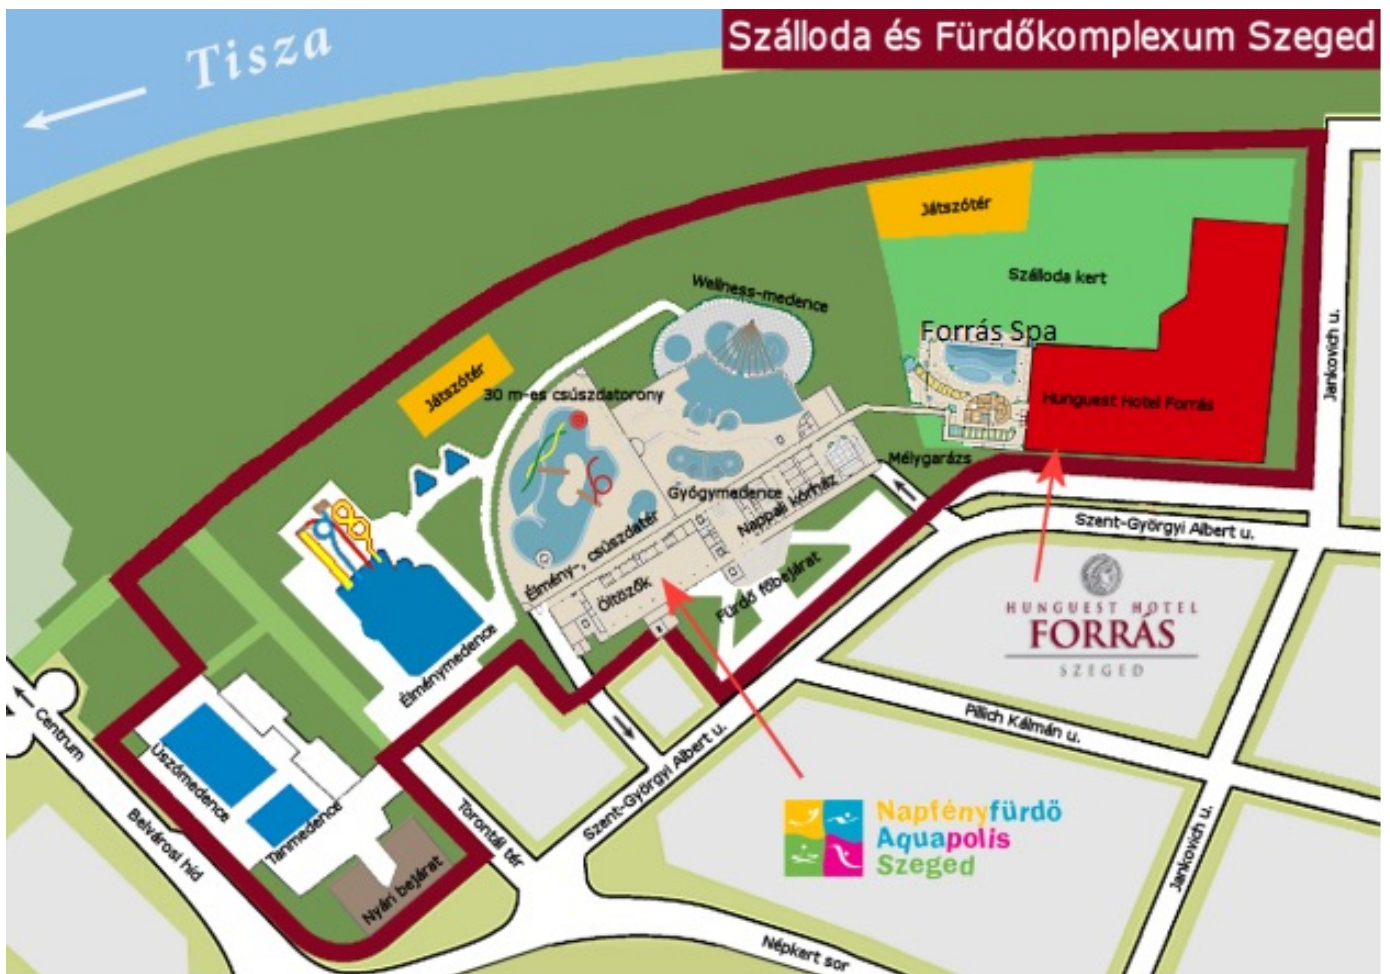 Szálloda és Fürdőkomplexum Szeged
Tisza
Játszótér
Szálloda kert
Wellness-medence
Forrás Spa
Jankovich u.
Játszótér
30 m-es csúszdatorony
Hunguest Hotel Forrás
Mélygarázs
Gyógymedence
Nappali kórház
Élmény-, csúszdatér
Öltözők
Fürdő főbejárat
Szent-Györgyi Albert u.
HUNGUEST HOTEL
FORRÁS
SZEGED
Élménymedence
Centrum
Úszómedence
Tanmedence
Belvárosi híd
Nyári bejárat
Torontál tér
Szent-Györgyi Albert u.
Pillich Kálmán u.
Napfényfürdő
Aquapolis
Szeged
Jankovich u.
Népkert sor